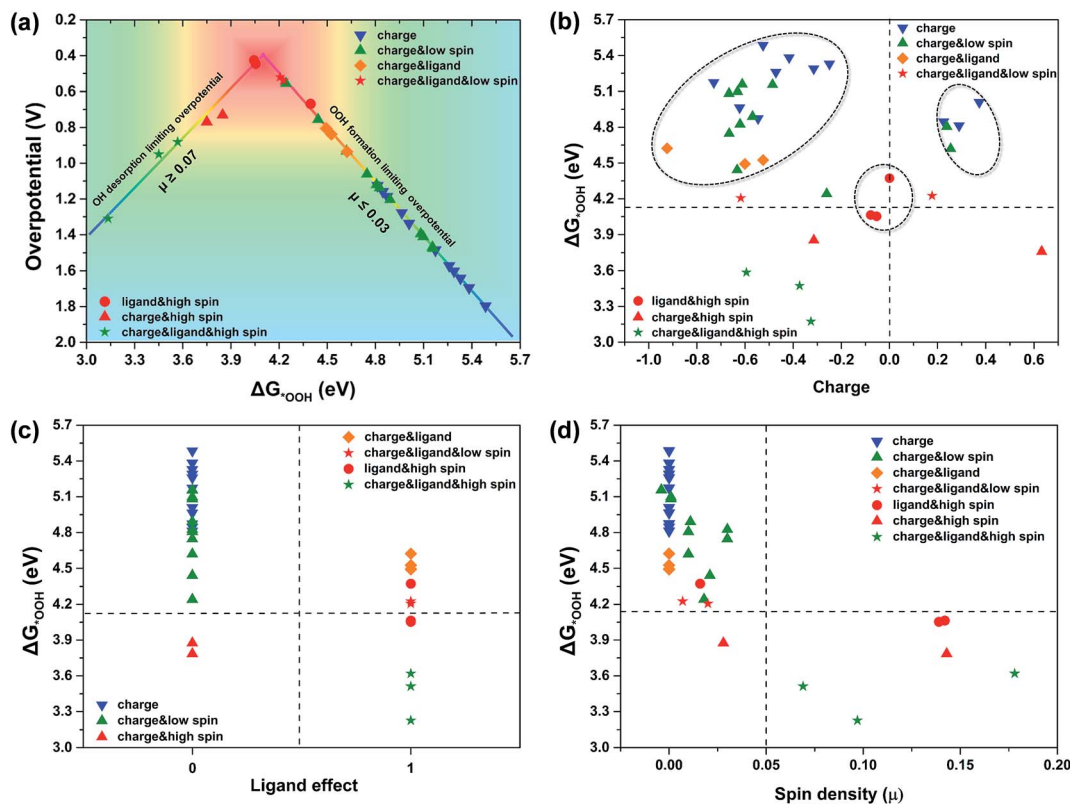 (a)
0.2
0.4
0.6
0.8
1.0
1.2
1.4
1.6
1.8
2.0
Overpotential (V)
charge
charge&low spin
charge&ligand
charge&ligand&low spin
OH desorption limiting overpotential
μ ≥ 0.07
OOH formation limiting overpotential
μ ≤ 0.03
ligand&high spin
charge&high spin
charge&ligand&high spin
3.0 3.3 3.6 3.9 4.2 4.5 4.8 5.1 5.4 5.7
ΔG*OOH (eV)
(b)
5.7
5.4
5.1
4.8
4.5
4.2
3.9
3.6
3.3
3.0
ΔG*OOH (eV)
charge
charge&low spin
charge&ligand
charge&ligand&low spin
ligand&high spin
charge&high spin
charge&ligand&high spin
-1.0 -0.8 -0.6 -0.4 -0.2 0.0 0.2 0.4 0.6
Charge
(c)
5.7
5.4
5.1
4.8
4.5
4.2
3.9
3.6
3.3
3.0
ΔG*OOH (eV)
charge&ligand
charge&ligand&low spin
ligand&high spin
charge&ligand&high spin
charge
charge&low spin
charge&high spin
0 1
Ligand effect
(d)
5.7
5.4
5.1
4.8
4.5
4.2
3.9
3.6
3.3
3.0
ΔG*OOH (eV)
charge
charge&low spin
charge&ligand
charge&ligand&low spin
ligand&high spin
charge&high spin
charge&ligand&high spin
0.00 0.05 0.10 0.15 0.20
Spin density (μ)